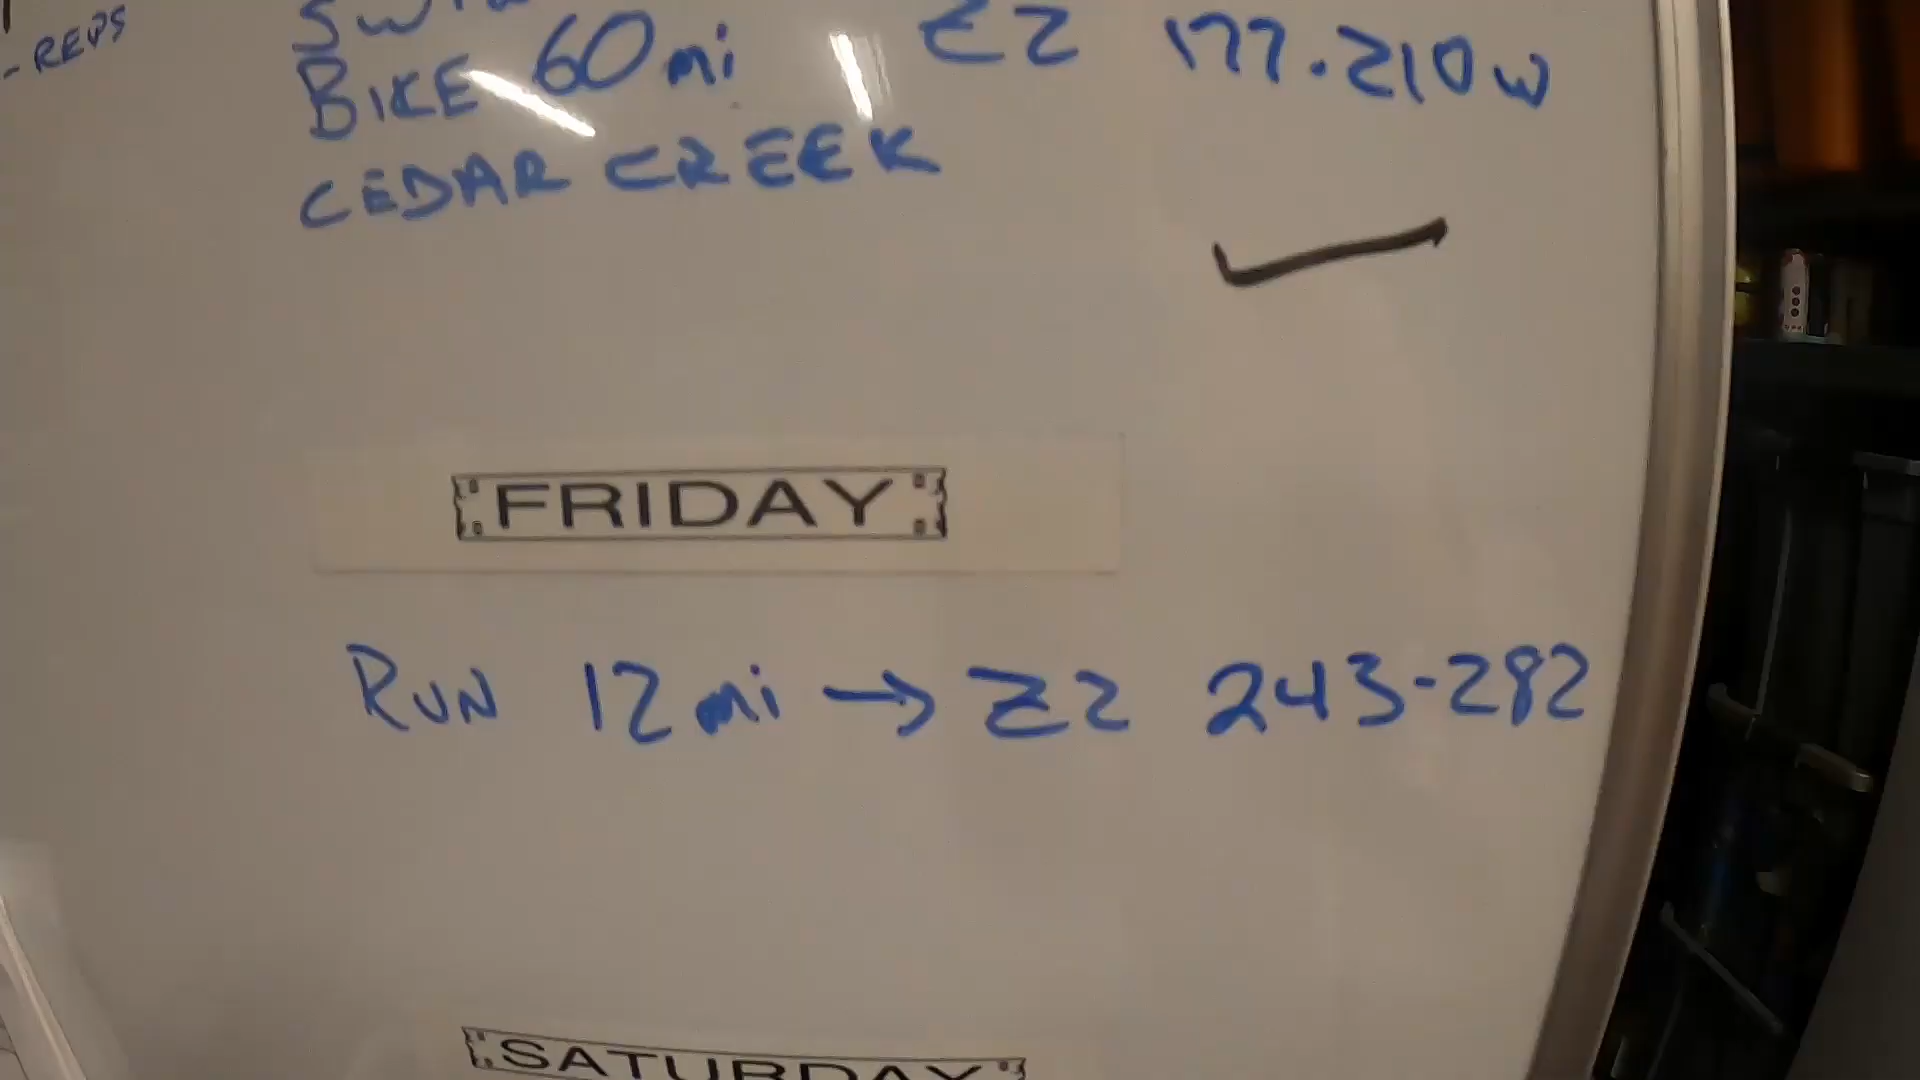 -REPS
BIKE 60mi Z2 177-210w
CEDAR CREEK
FRIDAY
RUN 12mi → Z2 243-282
SATURDAY